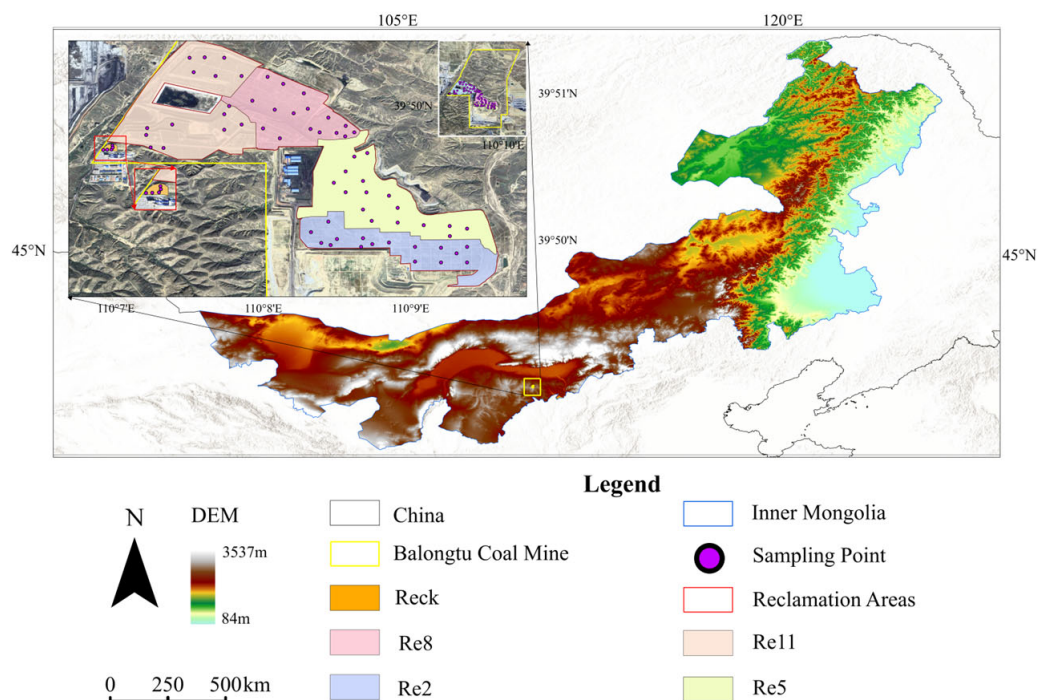 105°E
120°E
39°51'N
39°50'N
110°10'E
45°N
39°50'N
45°N
110°7'E
110°8'E
110°9'E
Legend
N
DEM
3537m
84m
China
Balongtu Coal Mine
Reck
Re8
Re2
Inner Mongolia
Sampling Point
Reclamation Areas
Re11
Re5
0 250 500km